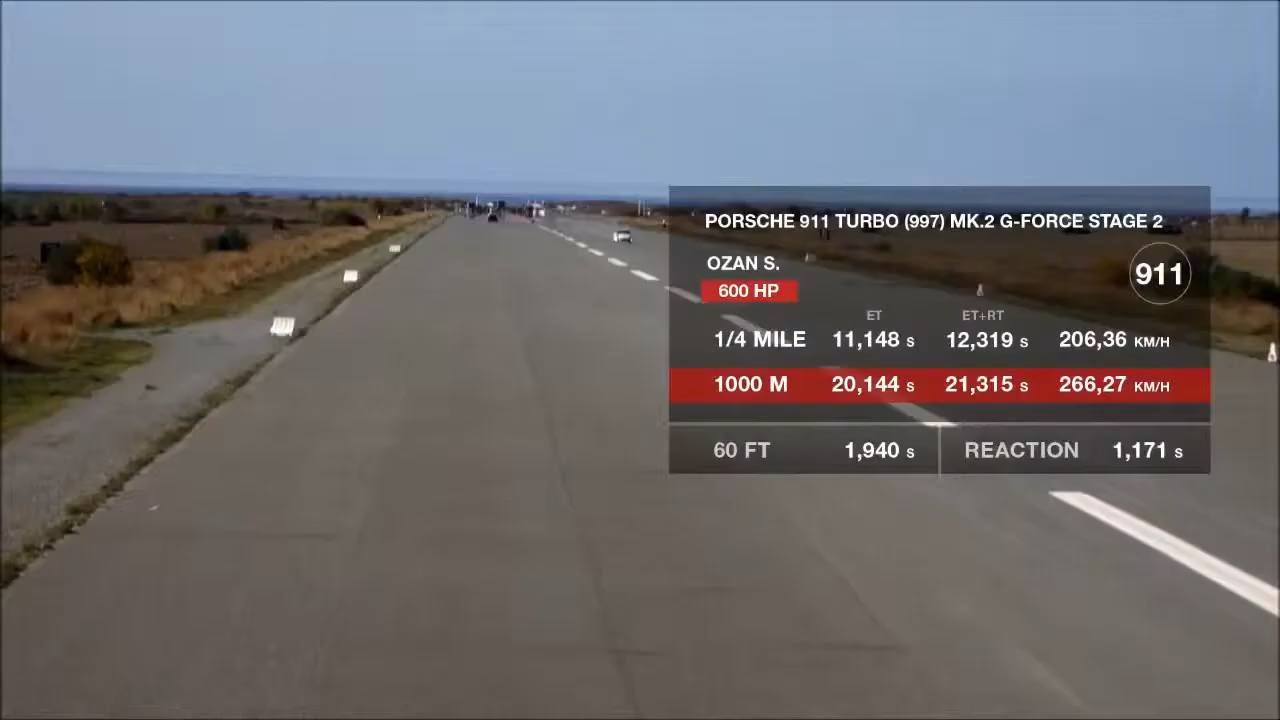 PORSCHE 911 TURBO (997) MK.2 G-FORCE STAGE 2
OZAN S.
911
600 HP
ET ET+RT
1/4 MILE 11,148 S 12,319 S 206,36 KM/H
1000 M 20,144 S 21,315 S 266,27 KM/H
60 FT 1,940 S REACTION 1,171 S